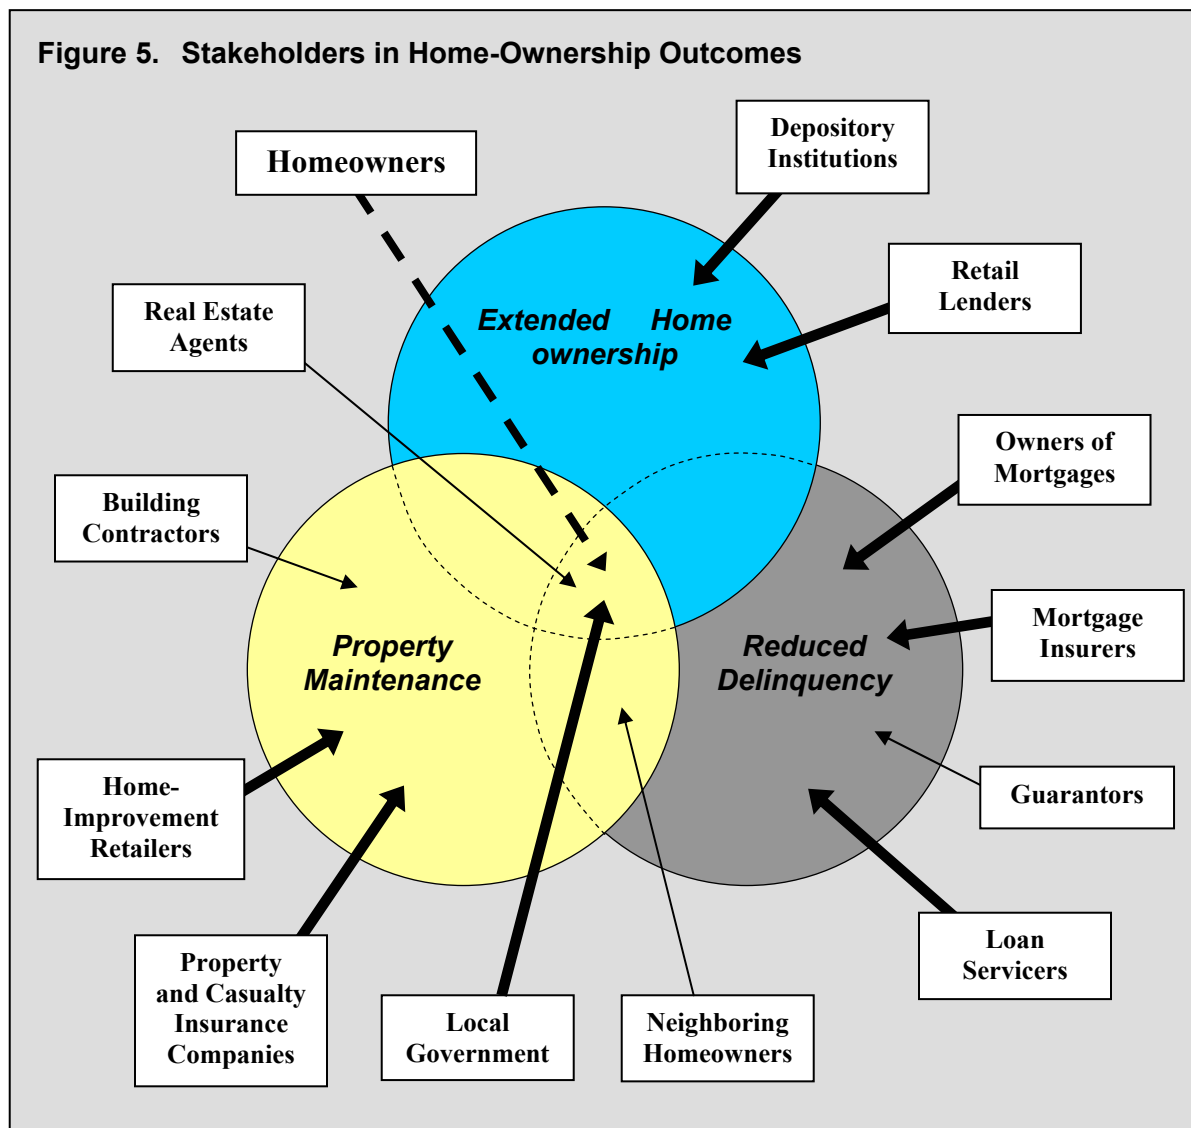 Figure 5. Stakeholders in Home-Ownership Outcomes
Depository
Institutions
Homeowners
Retail
Lenders
Real Estate
Agents
Extended Home
ownership
Owners of
Mortgages
Building
Contractors
Mortgage
Insurers
Property
Maintenance
Reduced
Delinquency
Home-
Improvement
Retailers
Guarantors
Loan
Servicers
Property
and Casualty
Insurance
Companies
Local
Government
Neighboring
Homeowners